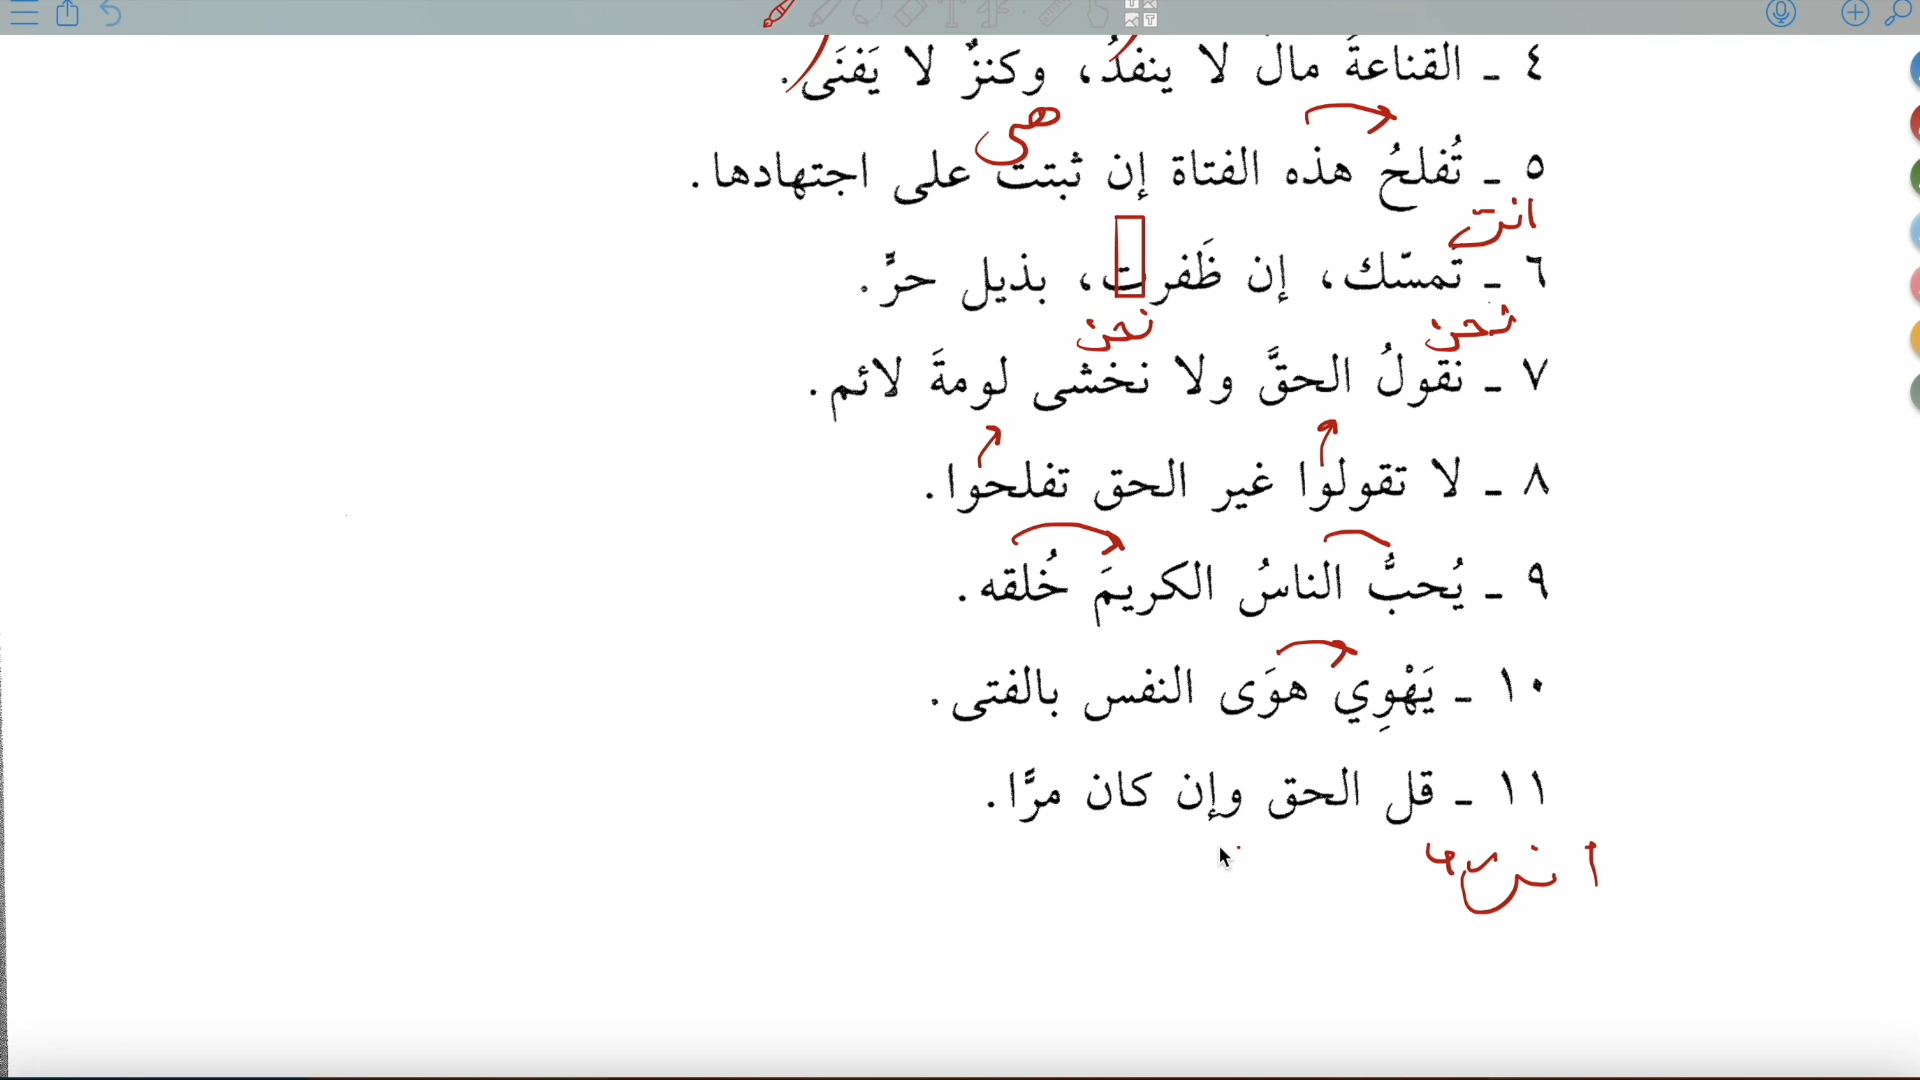 ٤ ـ القناعةُ مالٌ لا ينفدُ، وكنزٌ لا يَفنَى.
هي
٥ ـ تُفلحُ هذه الفتاة إن ثبتت على اجتهادها.
انت
٦ ـ تَمسّك، إن ظَفرت، بذيل حرٍّ.
نحن نحن
٧ ـ نقولُ الحقَّ ولا نخشى لومةَ لائم.
٨ ـ لا تقولوا غير الحق تفلحوا.
٩ ـ يُحبُّ الناسُ الكريمَ خُلقه.
١٠ ـ يَهْوِي هوَى النفس بالفتى.
١١ ـ قل الحق وإن كان مرًّا.